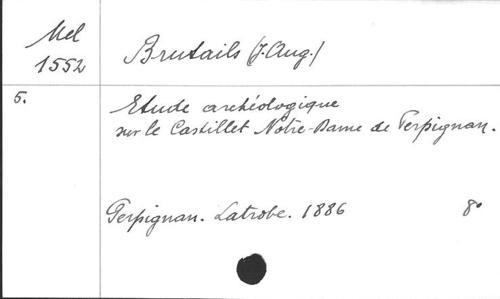 Mel
1552
Brutails (J. Aug.)
5.
Etude archéologique
sur le Castillet Notre-Dame de Perpignan.
Perpignan. Latrobe. 1886 8°